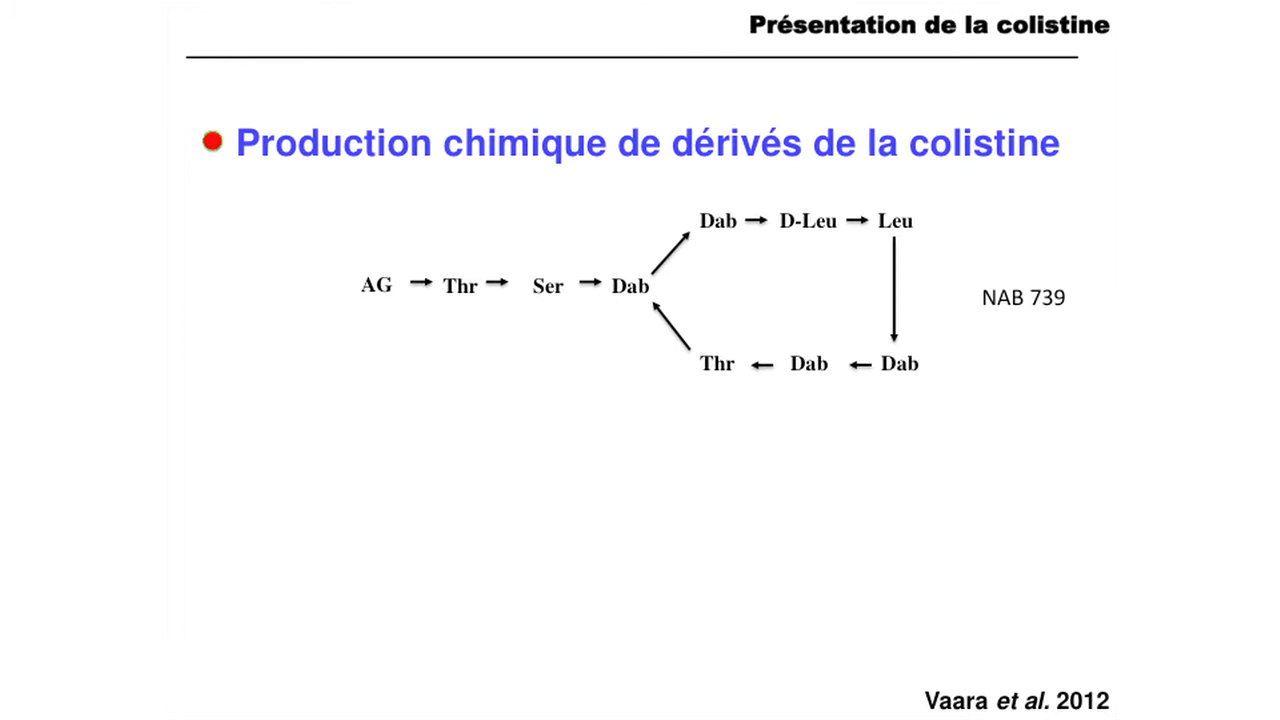 Présentation de la colistine
Production chimique de dérivés de la colistine
Dab → D-Leu → Leu
AG → Thr → Ser → Dab
NAB 739
Thr ← Dab ← Dab
Vaara et al. 2012